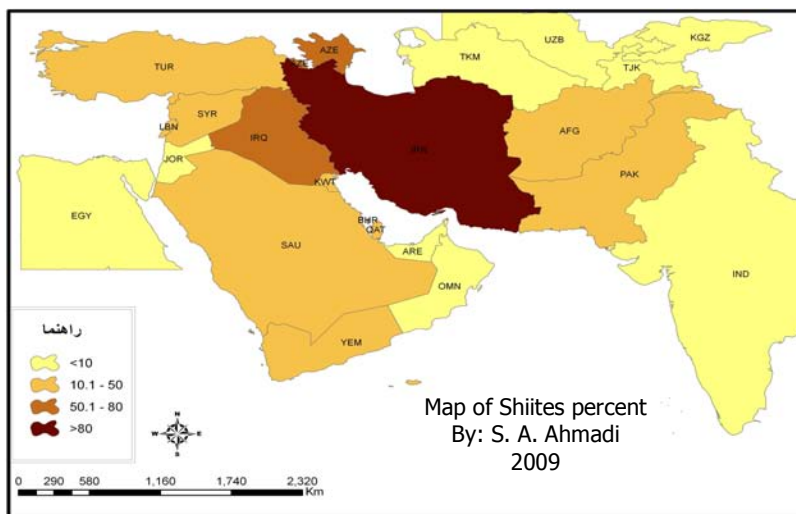 UZB
KGZ
TKM
TJK
AZE
ZE
TUR
SYR
LBN
IRQ
IRN
AFG
JOR
KWT
PAK
EGY
BHR
QAT
SAU
ARE
OMN
IND
YEM
راهنما
<10
10.1 - 50
50.1 - 80
>80
N
W E
S
0 290 580 1,160 1,740 2,320
Km
Map of Shiites percent
By: S. A. Ahmadi
2009